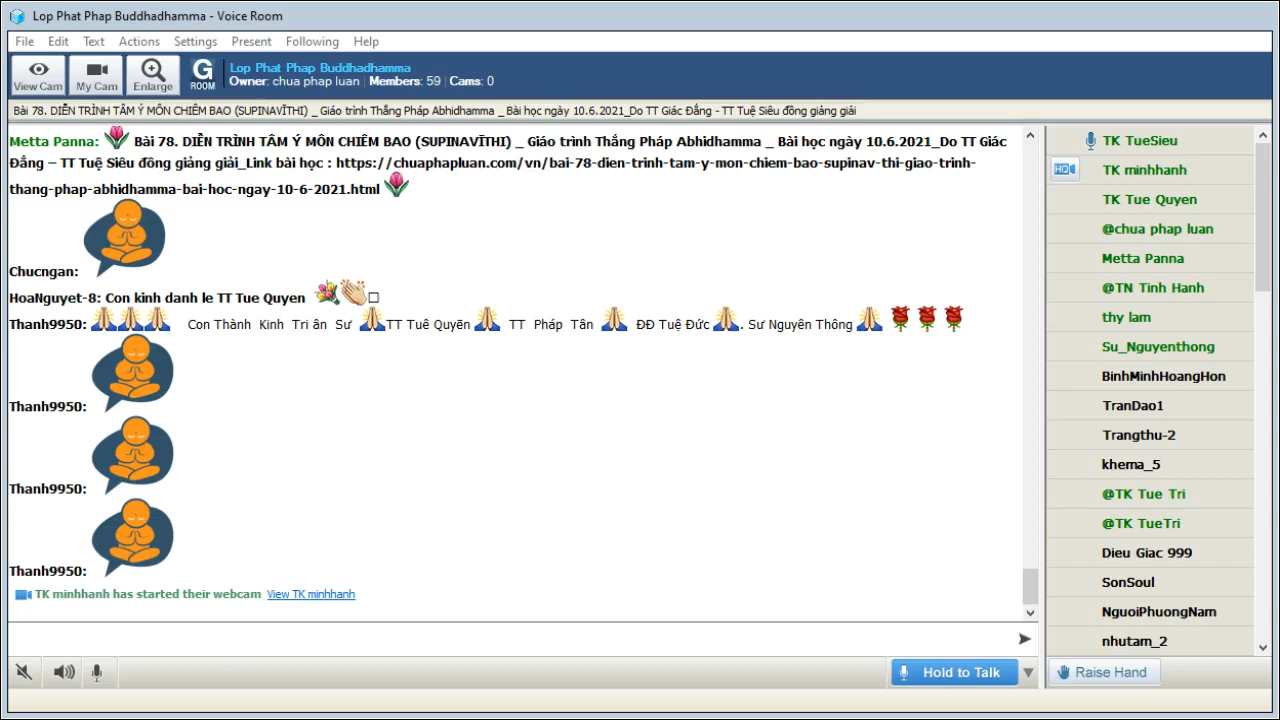 Lop Phat Phap Buddhadhamma - Voice Room
File Edit Text Actions Settings Present Following Help
View Cam My Cam Enlarge G ROOM
Lop Phat Phap Buddhadhamma
Owner: chua phap luan; Members: 59 ; Cams: 0
Bài 78. DIỄN TRÌNH TÂM Ý MÔN CHIÊM BAO (SUPINAVĪTHI) _ Giáo trình Thắng Pháp Abhidhamma _ Bài học ngày 10.6.2021_Do TT Giác Đẳng - TT Tuệ Siêu đồng giảng giải
Metta Panna: Bài 78. DIỄN TRÌNH TÂM Ý MÔN CHIÊM BAO (SUPINAVĪTHI) _ Giáo trình Thắng Pháp Abhidhamma _ Bài học ngày 10.6.2021_Do TT Giác
Đẳng – TT Tuệ Siêu đồng giảng giải_Link bài học : https://chuaphapluan.com/vn/bai-78-dien-trinh-tam-y-mon-chiem-bao-supinav-thi-giao-trinh-
thang-phap-abhidhamma-bai-hoc-ngay-10-6-2021.html
Chucngan:
HoaNguyet-8: Con kinh danh le TT Tue Quyen
Thanh9950: Con Thành Kinh Tri ân Sư TT Tuê Quyẽn TT Pháp Tân ĐĐ Tuệ Đức . Sư Nguyên Thông
Thanh9950:
Thanh9950:
Thanh9950:
TK minhhanh has started their webcam View TK minhhanh
Hold to Talk
TK TueSieu
HQ TK minhhanh
TK Tue Quyen
@chua phap luan
Metta Panna
@TN Tinh Hanh
thy lam
Su_Nguyenthong
BinhMinhHoangHon
TranDao1
Trangthu-2
khema_5
@TK Tue Tri
@TK TueTri
Dieu Giac 999
SonSoul
NguoiPhuongNam
nhutam_2
Raise Hand